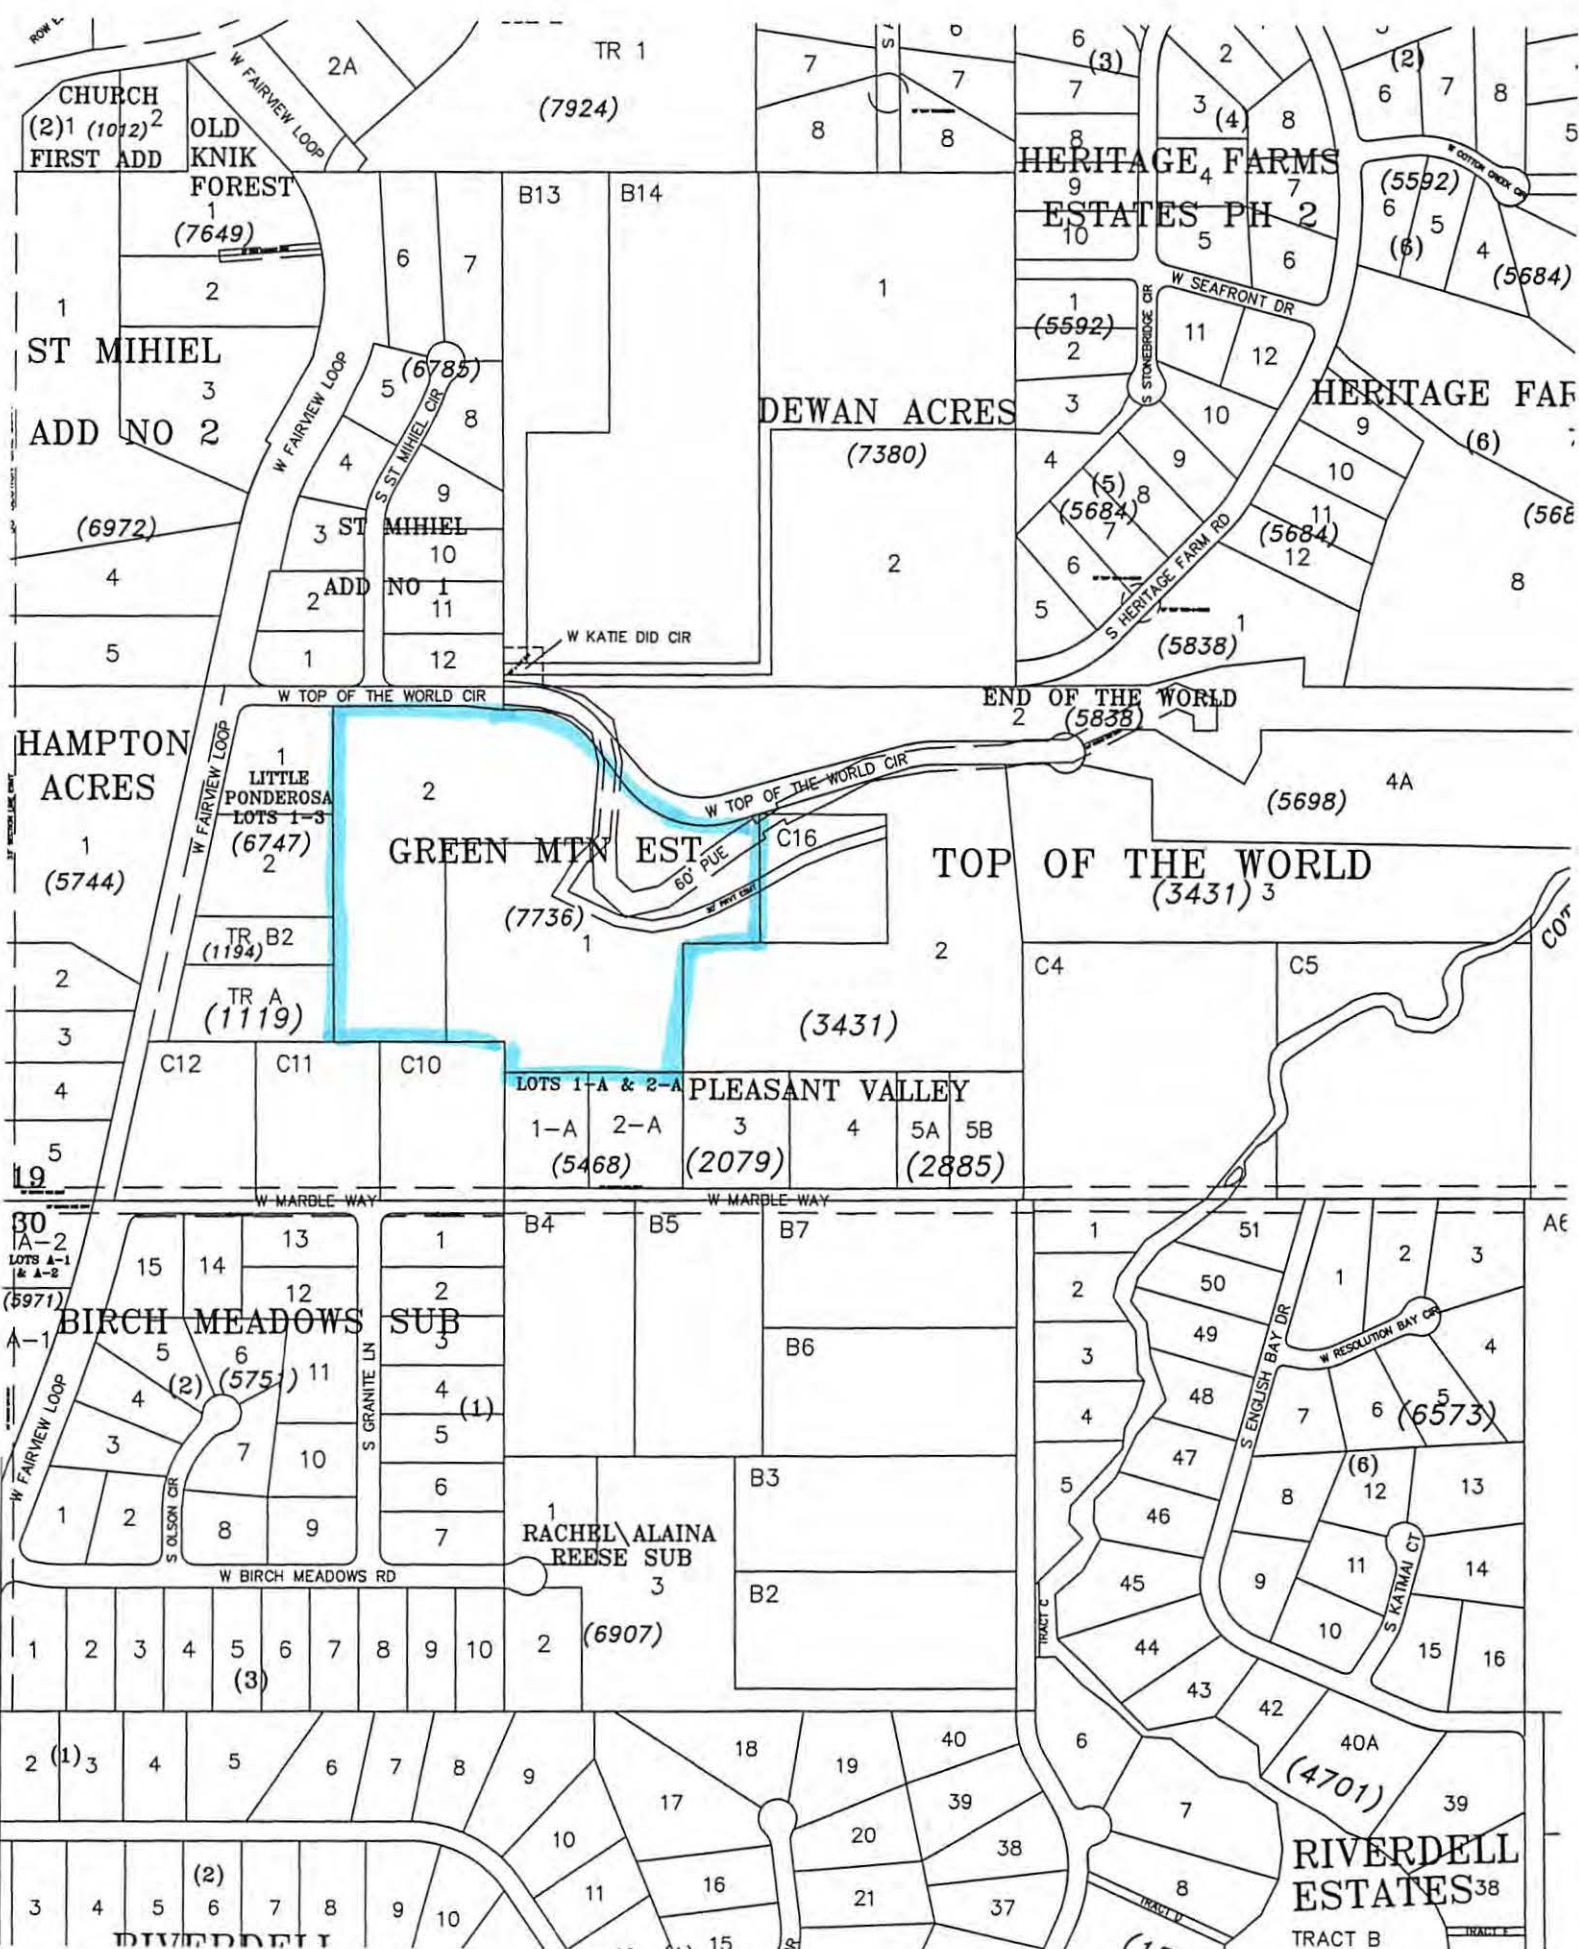 ROW E
W FAIRVIEW LOOP
2A
TR 1
(7924)
7
8
S A
6
7
8
6
(3)
7
8
2
3
(4)
8
(2)
6
7
8
5
CHURCH
(2)1 (1012) 2
FIRST ADD
OLD
KNIK
FOREST
1
(7649)
2
3
1
ST MIHIEL
ADD NO 2
(6972)
4
5
W FAIRVIEW LOOP
6
7
(6785)
5
8
4
S ST MIHIEL CIR
9
3
ST MIHIEL
10
ADD NO 1
2
11
1
12
B13
B14
1
DEWAN ACRES
(7380)
2
W KATIE DID CIR
HERITAGE FARMS
ESTATES PH 2
9
10
4
7
5
6
W COTTON CREEK CIR
(5592)
6
5
(6)
4
(5684)
W SEAFRONT DR
S STONEBRIDGE CIR
1
(5592)
2
3
11
12
10
HERITAGE FAR
9
(6)
4
9
10
(5)
8
(5684)
7
11
(5684)
12
(568
6
5
S HERITAGE FARM RD
8
1
(5838)
W TOP OF THE WORLD CIR
END OF THE WORLD
2
(5838)
HAMPTON
ACRES
1
(5744)
W FAIRVIEW LOOP
1
LITTLE
PONDEROSA
LOTS 1-3
(6747)
2
2
GREEN MTN EST
(7736)
1
60' PUE
W TOP OF THE WORLD CIR
C16
4A
(5698)
TOP OF THE WORLD
(3431) 3
COT
TR B2
(1194)
TR A
(1119)
2
(3431)
C4
C5
2
3
4
5
C12
C11
C10
LOTS 1-A & 2-A
PLEASANT VALLEY
1-A
2-A
3
4
5A
5B
(5468)
(2079)
(2885)
19
W MARBLE WAY
W MARBLE WAY
30
A-2
LOTS A-1
& A-2
(5971)
A-1
15
14
13
12
1
2
BIRCH MEADOWS SUB
3
5
6
11
(2)
(5751)
4
4
(1)
3
7
10
5
6
1
2
8
9
7
W FAIRVIEW LOOP
S OLSON CIR
S GRANITE LN
W BIRCH MEADOWS RD
B4
B5
B7
B6
B3
B2
1
RACHEL\ALAINA
REESE SUB
3
2
(6907)
1
2
3
4
5
TRACT C
51
50
49
48
47
46
45
44
43
42
S ENGLISH BAY DR
1
2
3
W RESOLUTION BAY CIR
4
7
6
5
(6573)
(6)
8
12
13
11
14
9
10
S KATMAI CT
15
16
A6
1
2
3
4
5
6
7
8
9
10
(3)
2
(1)
3
4
5
6
7
8
9
10
11
18
17
16
15
19
20
21
40
39
38
37
6
7
8
TRACT D
40A
(4701)
39
RIVERDELL
ESTATES
38
TRACT B
TRACT E
3
4
(2)
5
6
7
8
9
10
RIVERDELL